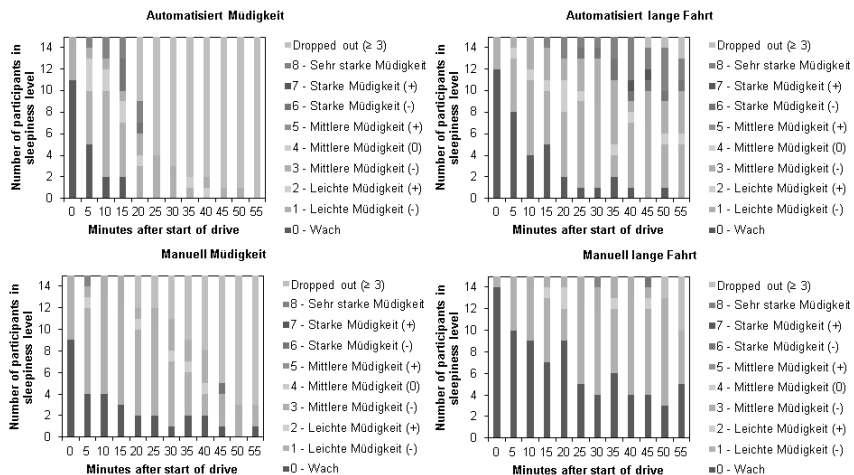 Automatisiert Müdigkeit
Number of participants in
sleepiness level
14
12
10
8
6
4
2
0
0 5 10 15 20 25 30 35 40 45 50 55
Minutes after start of drive
Dropped out (≥ 3)
8 - Sehr starke Müdigkeit
7 - Starke Müdigkeit (+)
6 - Starke Müdigkeit (-)
5 - Mittlere Müdigkeit (+)
4 - Mittlere Müdigkeit (0)
3 - Mittlere Müdigkeit (-)
2 - Leichte Müdigkeit (+)
1 - Leichte Müdigkeit (-)
0 - Wach
Automatisiert lange Fahrt
Number of participants in
sleepiness level
14
12
10
8
6
4
2
0
0 5 10 15 20 25 30 35 40 45 50 55
Minutes after start of drive
Dropped out (≥ 3)
8 - Sehr starke Müdigkeit
7 - Starke Müdigkeit (+)
6 - Starke Müdigkeit (-)
5 - Mittlere Müdigkeit (+)
4 - Mittlere Müdigkeit (0)
3 - Mittlere Müdigkeit (-)
2 - Leichte Müdigkeit (+)
1 - Leichte Müdigkeit (-)
0 - Wach
Manuell Müdigkeit
Number of participants in
sleepiness level
14
12
10
8
6
4
2
0
0 5 10 15 20 25 30 35 40 45 50 55
Minutes after start of drive
Dropped out (≥ 3)
8 - Sehr starke Müdigkeit
7 - Starke Müdigkeit (+)
6 - Starke Müdigkeit (-)
5 - Mittlere Müdigkeit (+)
4 - Mittlere Müdigkeit (0)
3 - Mittlere Müdigkeit (-)
2 - Leichte Müdigkeit (+)
1 - Leichte Müdigkeit (-)
0 - Wach
Manuell lange Fahrt
Number of participants in
sleepiness level
14
12
10
8
6
4
2
0
0 5 10 15 20 25 30 35 40 45 50 55
Minutes after start of drive
Dropped out (≥ 3)
8 - Sehr starke Müdigkeit
7 - Starke Müdigkeit (+)
6 - Starke Müdigkeit (-)
5 - Mittlere Müdigkeit (+)
4 - Mittlere Müdigkeit (0)
3 - Mittlere Müdigkeit (-)
2 - Leichte Müdigkeit (+)
1 - Leichte Müdigkeit (-)
0 - Wach